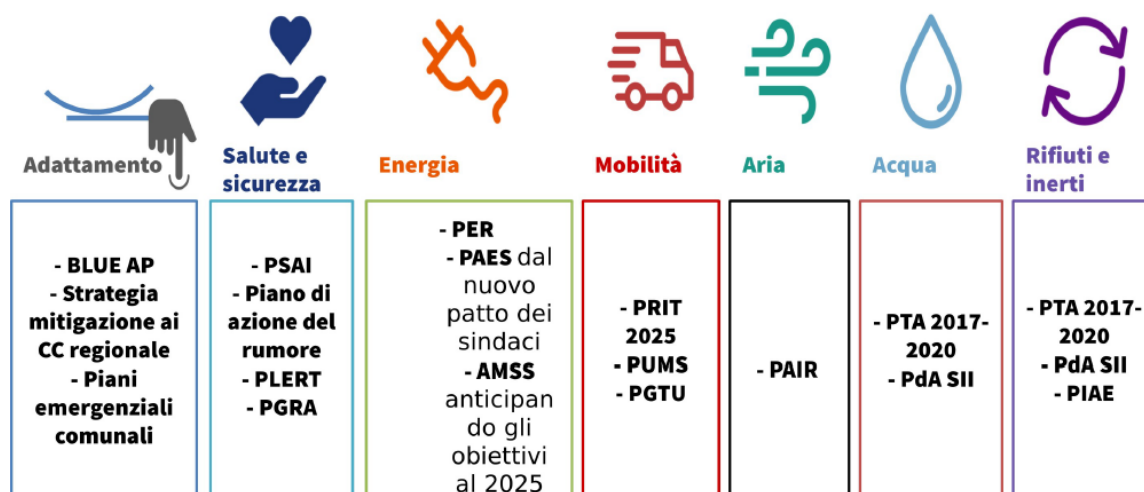 Adattamento
Salute e
sicurezza
Energia
Mobilità
Aria
Acqua
Rifiuti e
inerti
- BLUE AP
- Strategia
mitigazione ai
CC regionale
- Piani
emergenziali
comunali
- PSAI
- Piano di
azione del
rumore
- PLERT
- PGRA
- PER
- PAES dal
nuovo
patto dei
sindaci
- AMSS
anticipan
do gli
obiettivi
al 2025
- PRIT
2025
- PUMS
- PGTU
- PAIR
- PTA 2017-
2020
- PdA SII
- PTA 2017-
2020
- PdA SII
- PIAE